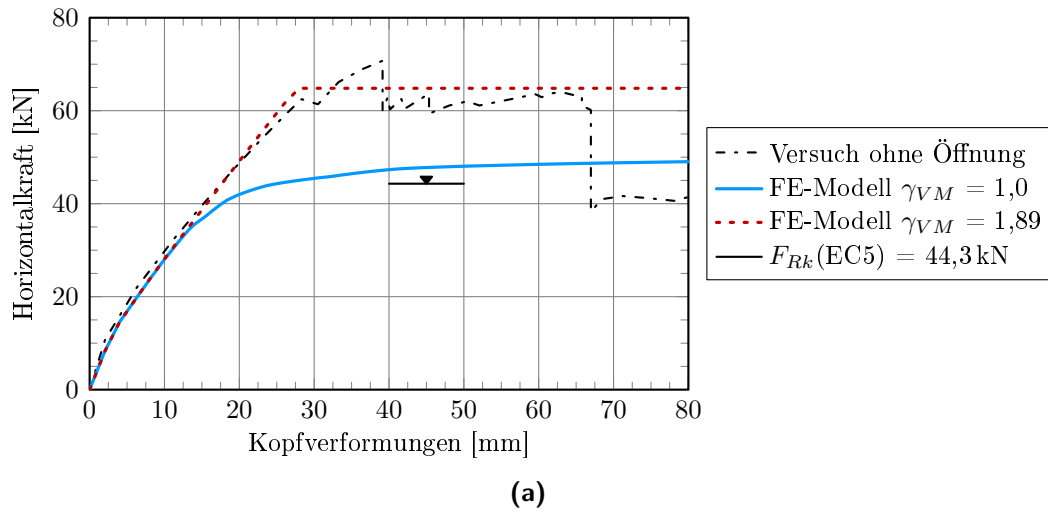 80
60
40
20
0
Horizontalkraft [kN]
0 10 20 30 40 50 60 70 80
Kopfverformungen [mm]
Versuch ohne Öffnung
FE-Modell γVM = 1,0
FE-Modell γVM = 1,89
FRk(EC5) = 44,3 kN
(a)